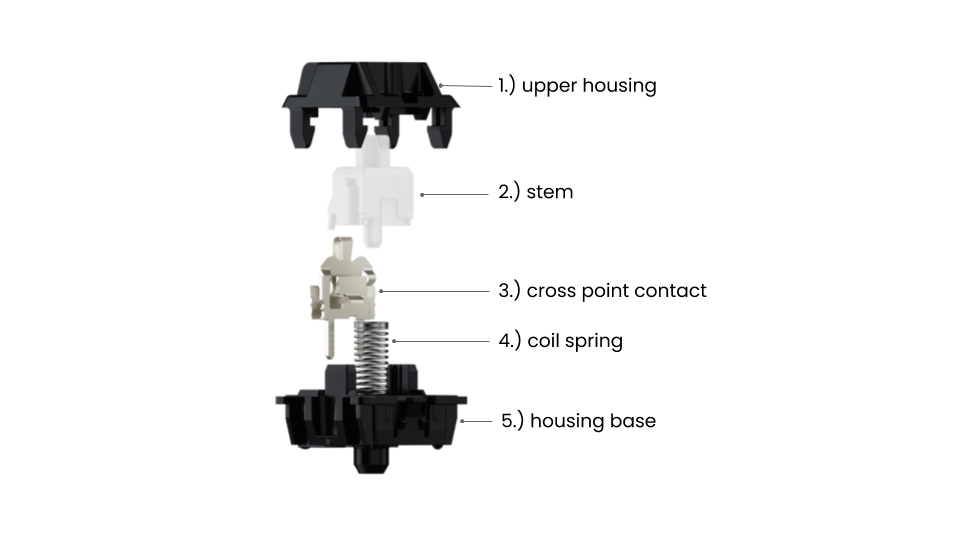 1.) upper housing
2.) stem
3.) cross point contact
4.) coil spring
5.) housing base